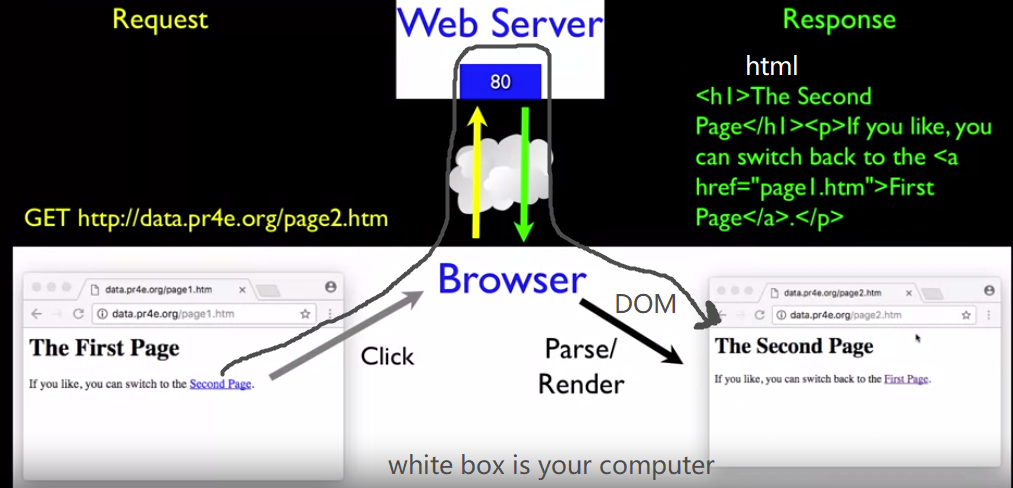 Request
Web Server
Response
80
html
<h1>The Second
Page</h1><p>If you like, you
can switch back to the <a
href="page1.htm">First
Page</a>.</p>
GET http://data.pr4e.org/page2.htm
Browser
data.pr4e.org/page1.htm
data.pr4e.org/page1.htm
The First Page
If you like, you can switch to the Second Page.
Click
DOM
Parse/
Render
data.pr4e.org/page2.htm
data.pr4e.org/page2.htm
The Second Page
If you like, you can switch back to the First Page.
white box is your computer